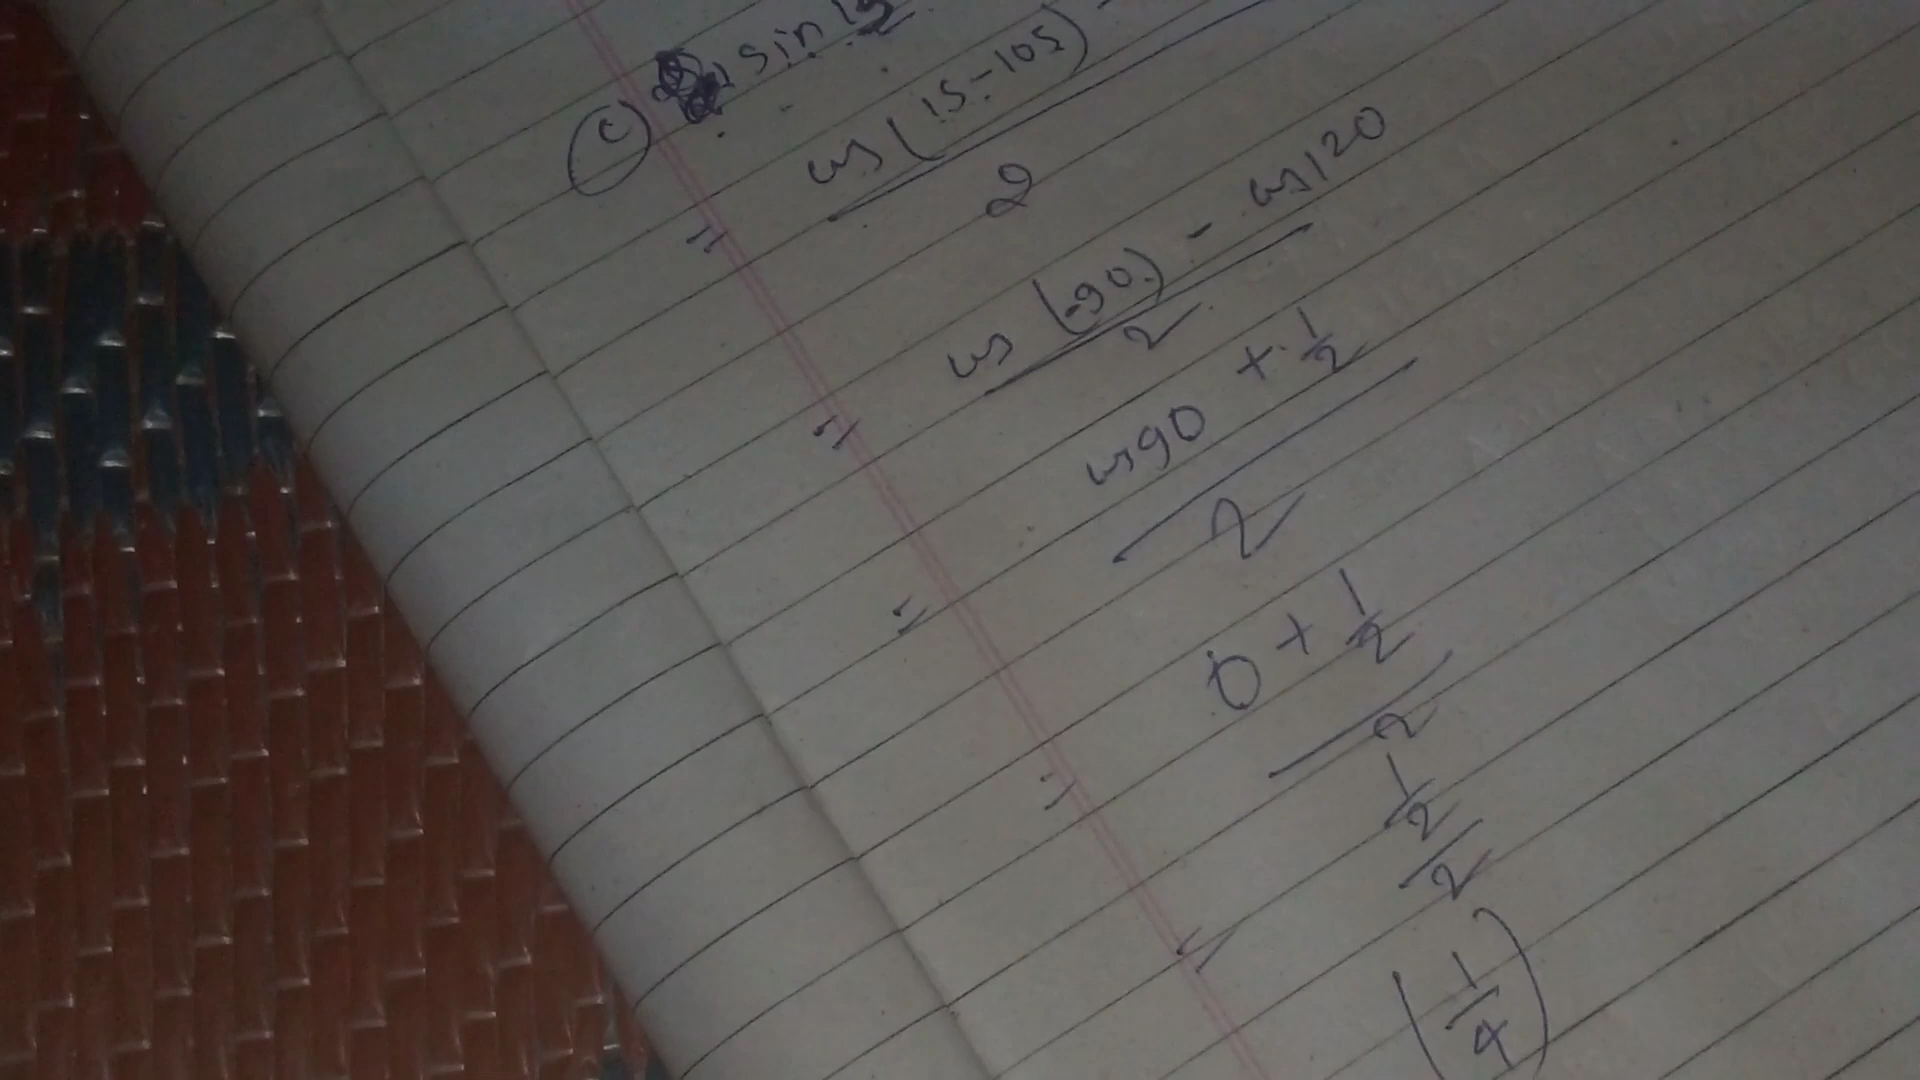 (c) sin 15
= cos(15-105) -
2
= cos (-90) - cos120
2
= cos90 + 1/2
2
= 0 + 1/2
2
= 1/2
2
(1/4)